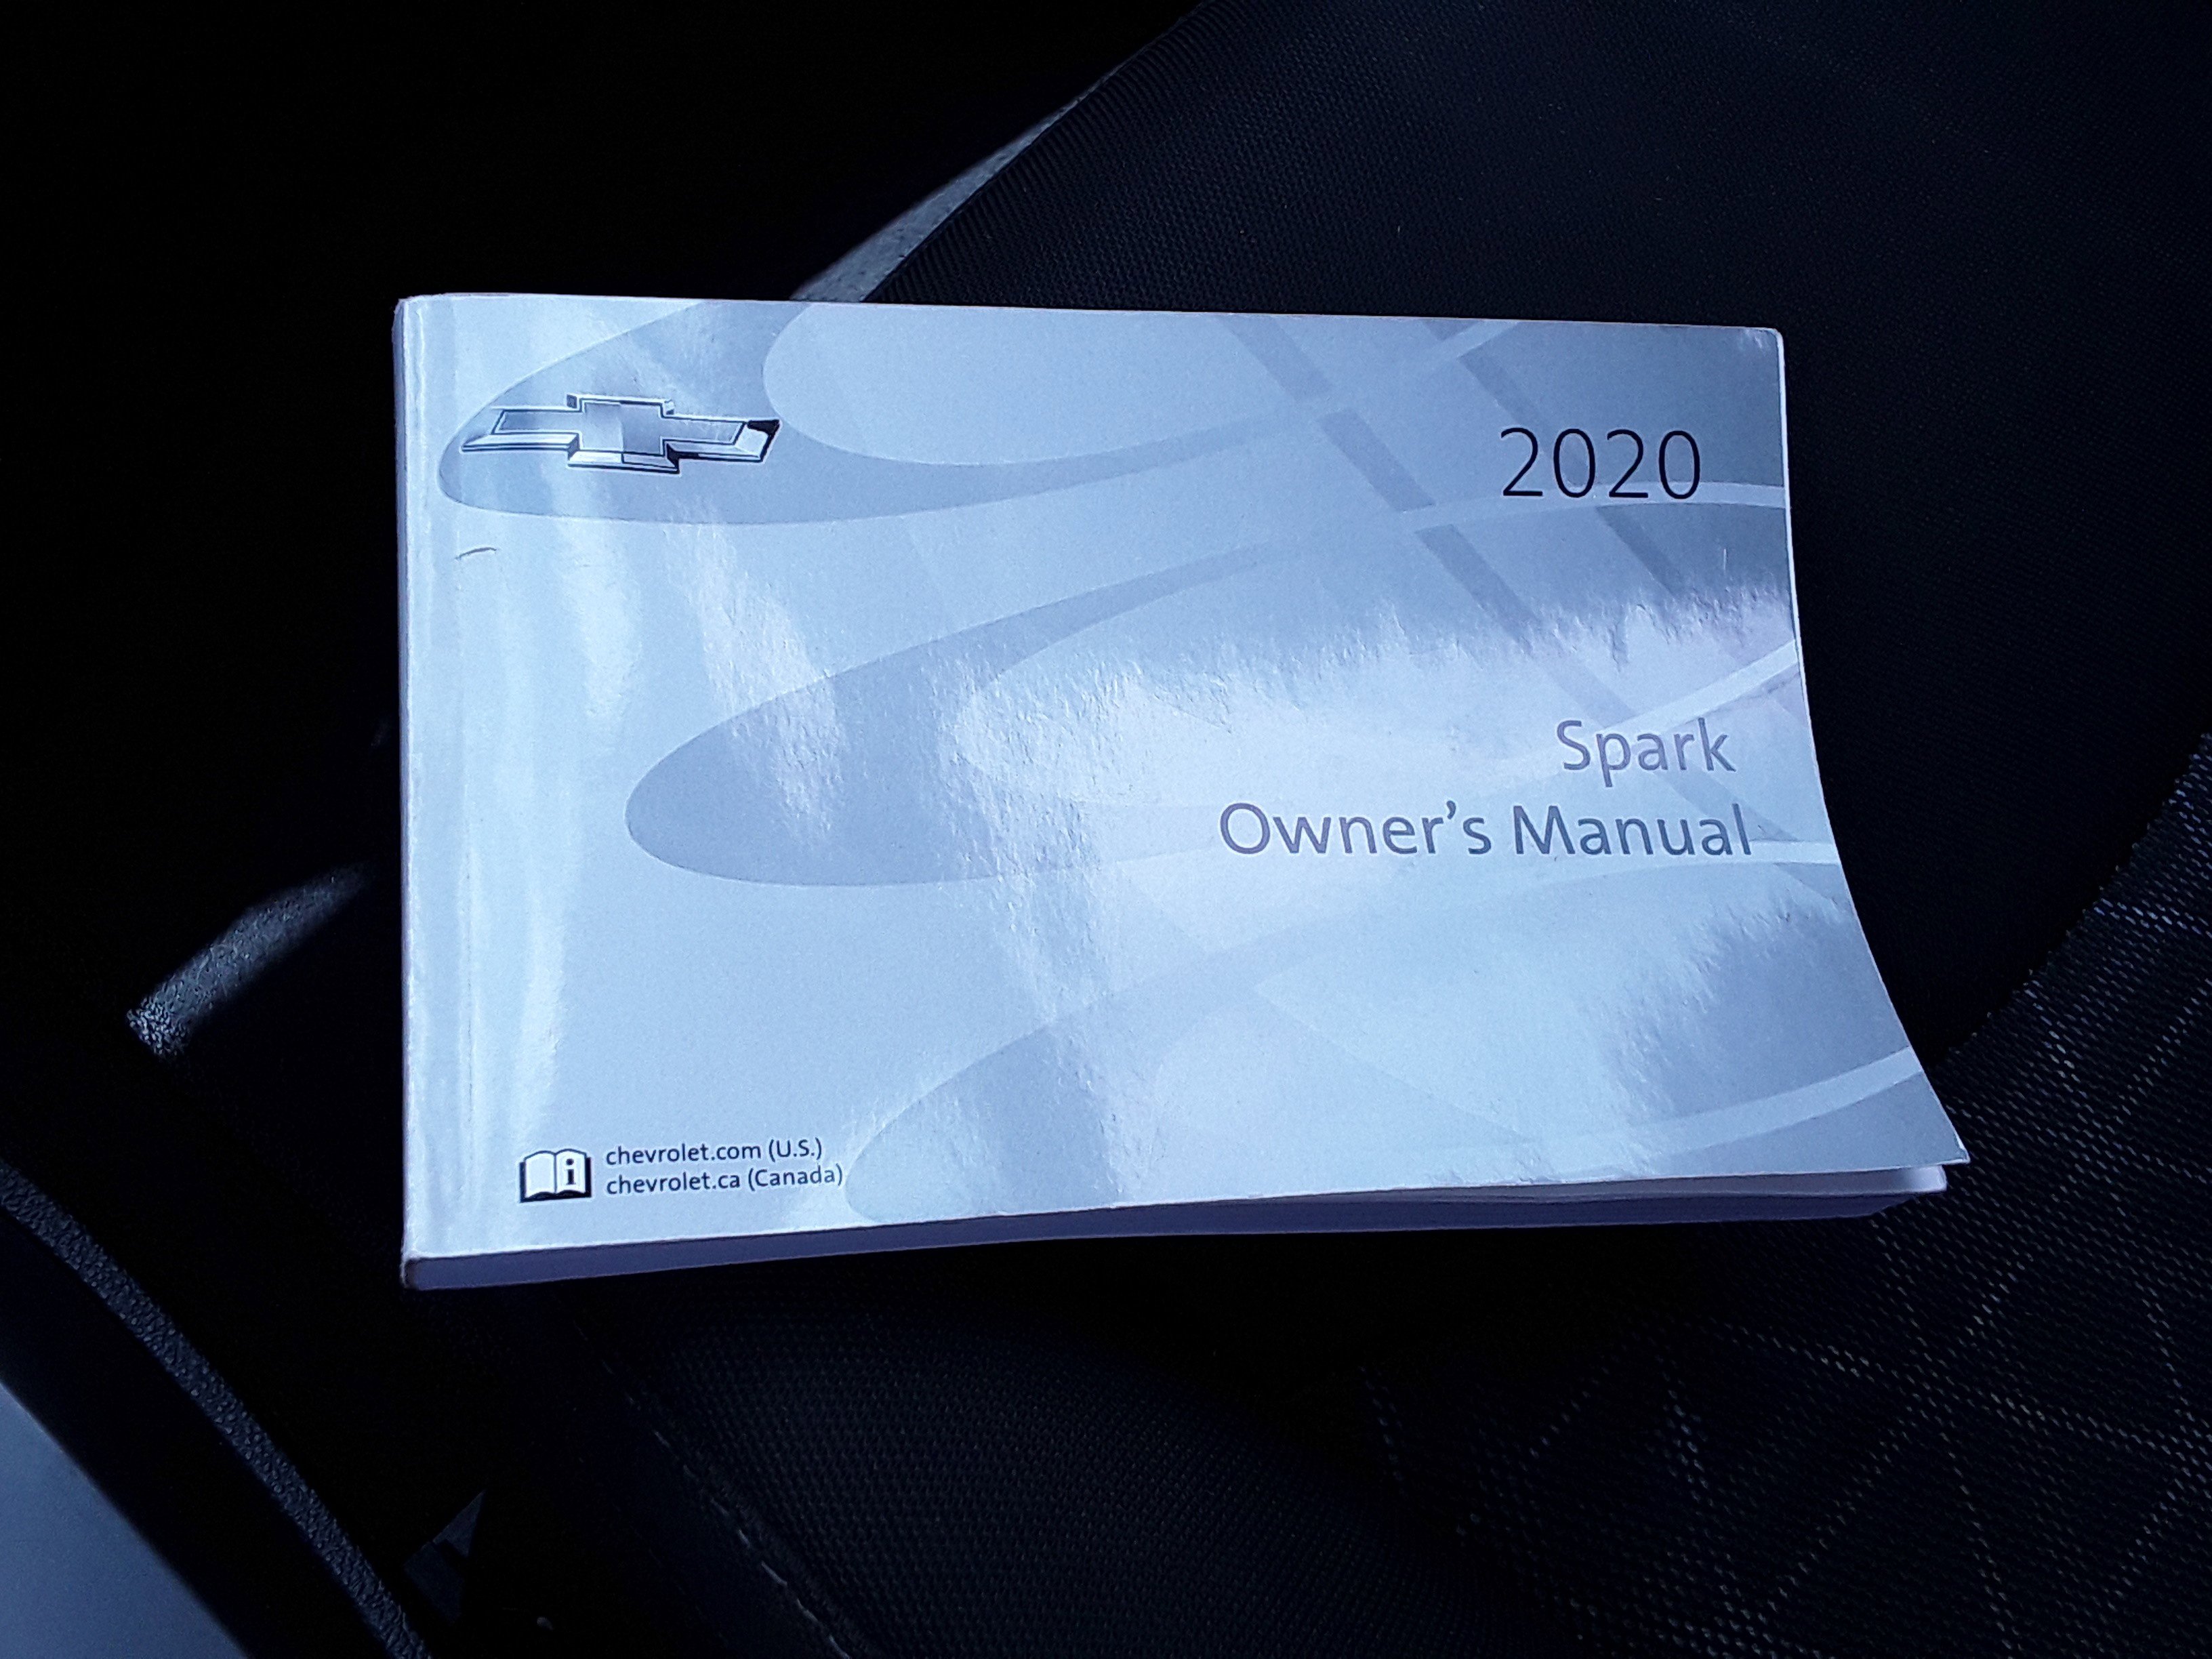 2020
Spark
Owner's Manual
chevrolet.com (U.S.)
chevrolet.ca (Canada)